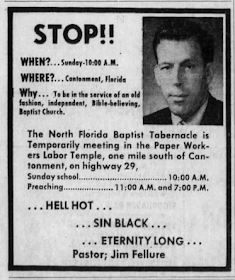 STOP!!
WHEN?...Sunday-10:00 A.M.
WHERE?...Cantonment, Florida
Why... To be in the service of an old
fashion, independent, Bible-believing,
Baptist Church.
The North Florida Baptist Tabernacle is
Temporarily meeting in the Paper Work-
ers Labor Temple, one mile south of Can-
tonment, on highway 29,
Sunday school........................10:00 A.M.
Preaching.................11:00 A.M. and 7:00 P.M.
...HELL HOT...
...SIN BLACK...
...ETERNITY LONG...
Pastor; Jim Fellure